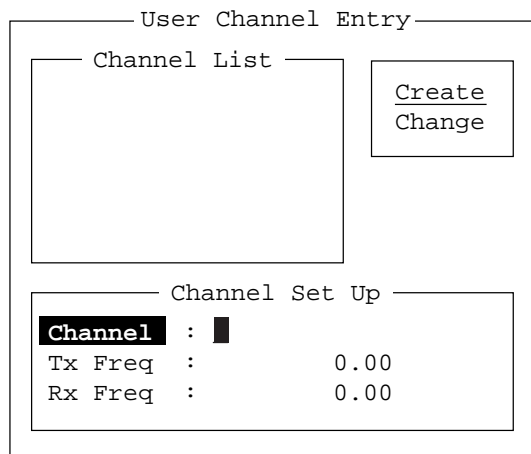 User Channel Entry
Channel List
Create
Change
Channel Set Up
Channel :
Tx Freq : 0.00
Rx Freq : 0.00